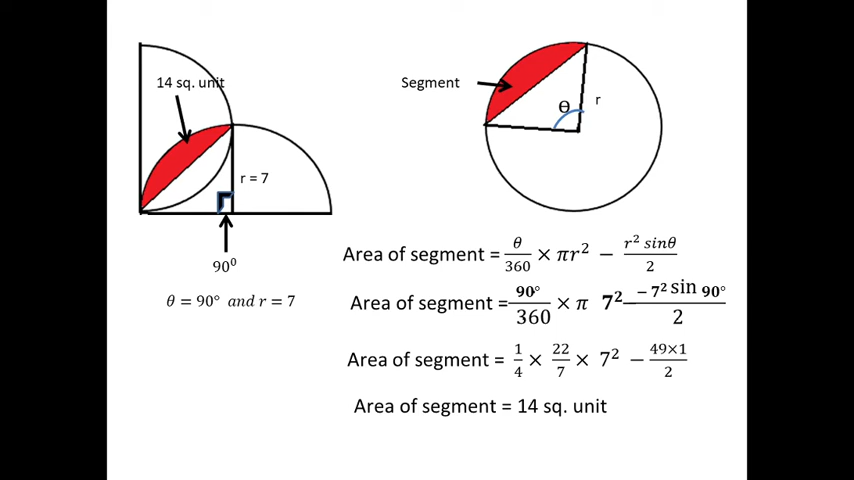 14 sq. unit
r = 7
90⁰
θ = 90° and r = 7
Segment
Ɵ
r
Area of segment = θ/360 × πr² − r² sinθ/2
Area of segment =90°/360 × π 7² − −7² sin 90°/2
Area of segment = 1/4 × 22/7 × 7² − 49×1/2
Area of segment = 14 sq. unit